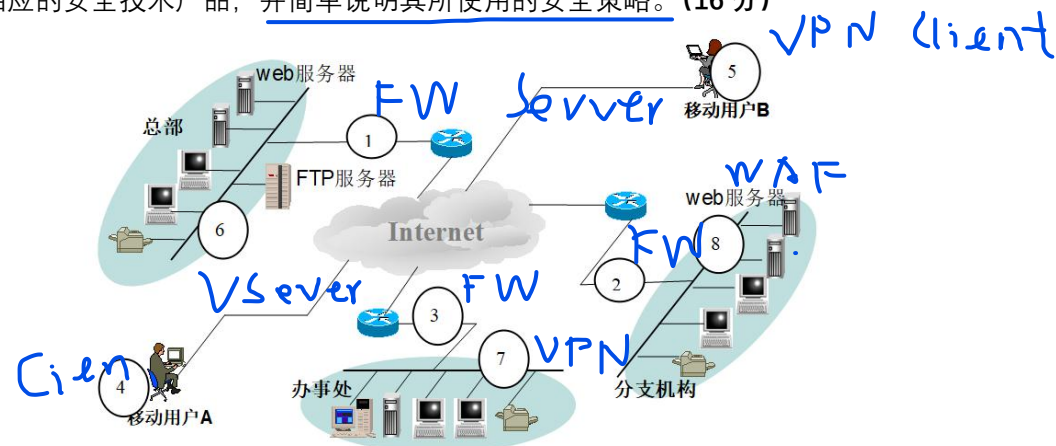 相应的安全技术产品，并简单说明其所使用的安全策略。(16 分)
VPN Client
5
移动用户B
web服务器
FW
Server
总部
1
FTP服务器
WAF
web服务器
6
Internet
FW
8
2
VSever
FW
3
7
VPN
Cien
4
办事处
分支机构
移动用户A